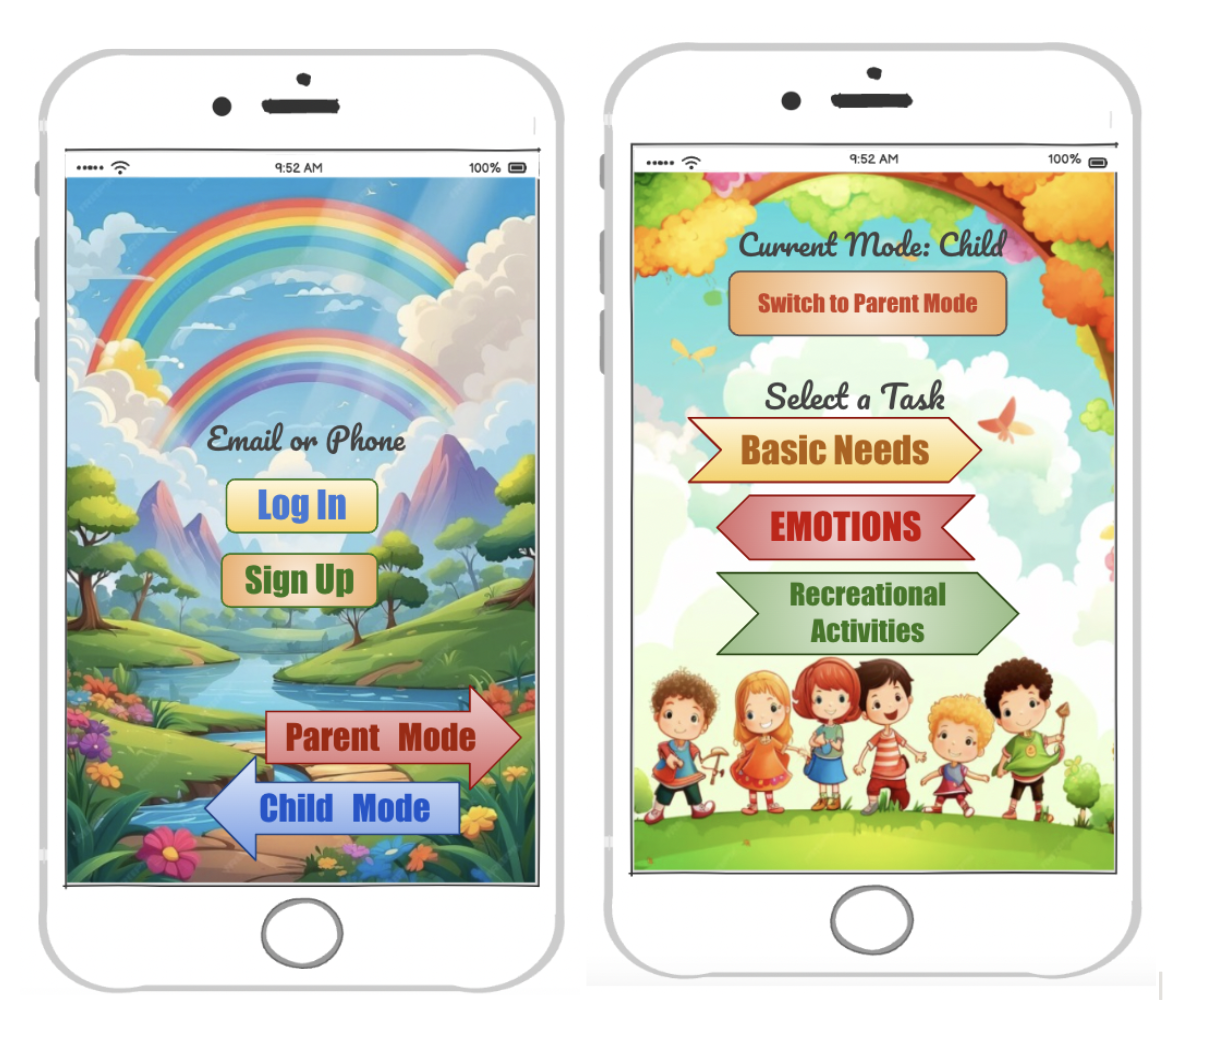 9:52 AM
100%
Email or Phone
Log In
Sign Up
Parent Mode
Child Mode
9:52 AM
100%
Current Mode: Child
Switch to Parent Mode
Select a Task
Basic Needs
EMOTIONS
Recreational
Activities